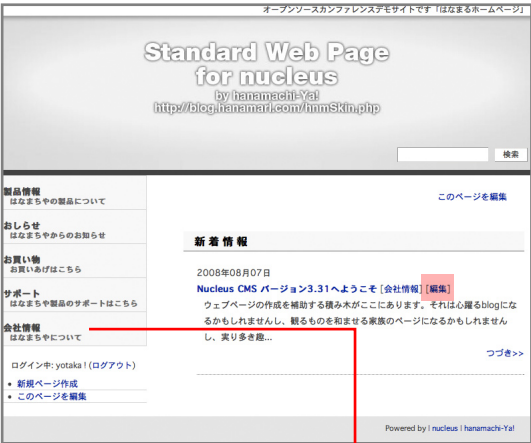 オープンソースカンファレンスデモサイトです「はなまるホームページ」
Standard Web Page
for nucleus
by hanamachi-Ya!
http://blog.hanamarl.com/hnmSkin.php
検索
製品情報
はなまちやの製品について
おしらせ
はなまちやからのお知らせ
お買い物
お買いあげはこちら
サポート
はなまちや製品のサポートはこちら
会社情報
はなまちやについて
ログイン中: yotaka ! (ログアウト)
• 新規ページ作成
• このページを編集
このページを編集
新着情報
2008年08月07日
Nucleus CMS バージョン3.31へようこそ [会社情報] [編集]
ウェブページの作成を補助する積み木がここにあります。それは心躍るblogにな
るかもしれませんし、観るものを和ませる家族のページになるかもしれません
し、実り多き趣...
つづき>>
Powered by l nucleus l hanamachi-Ya!